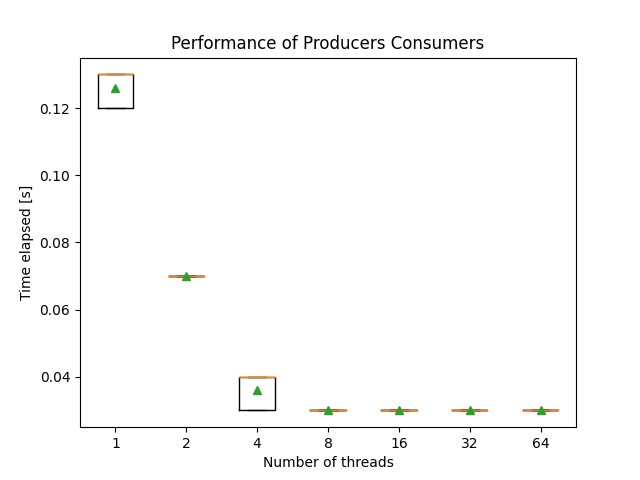 Performance of Producers Consumers
Time elapsed [s]
0.12
0.10
0.08
0.06
0.04
1 2 4 8 16 32 64
Number of threads